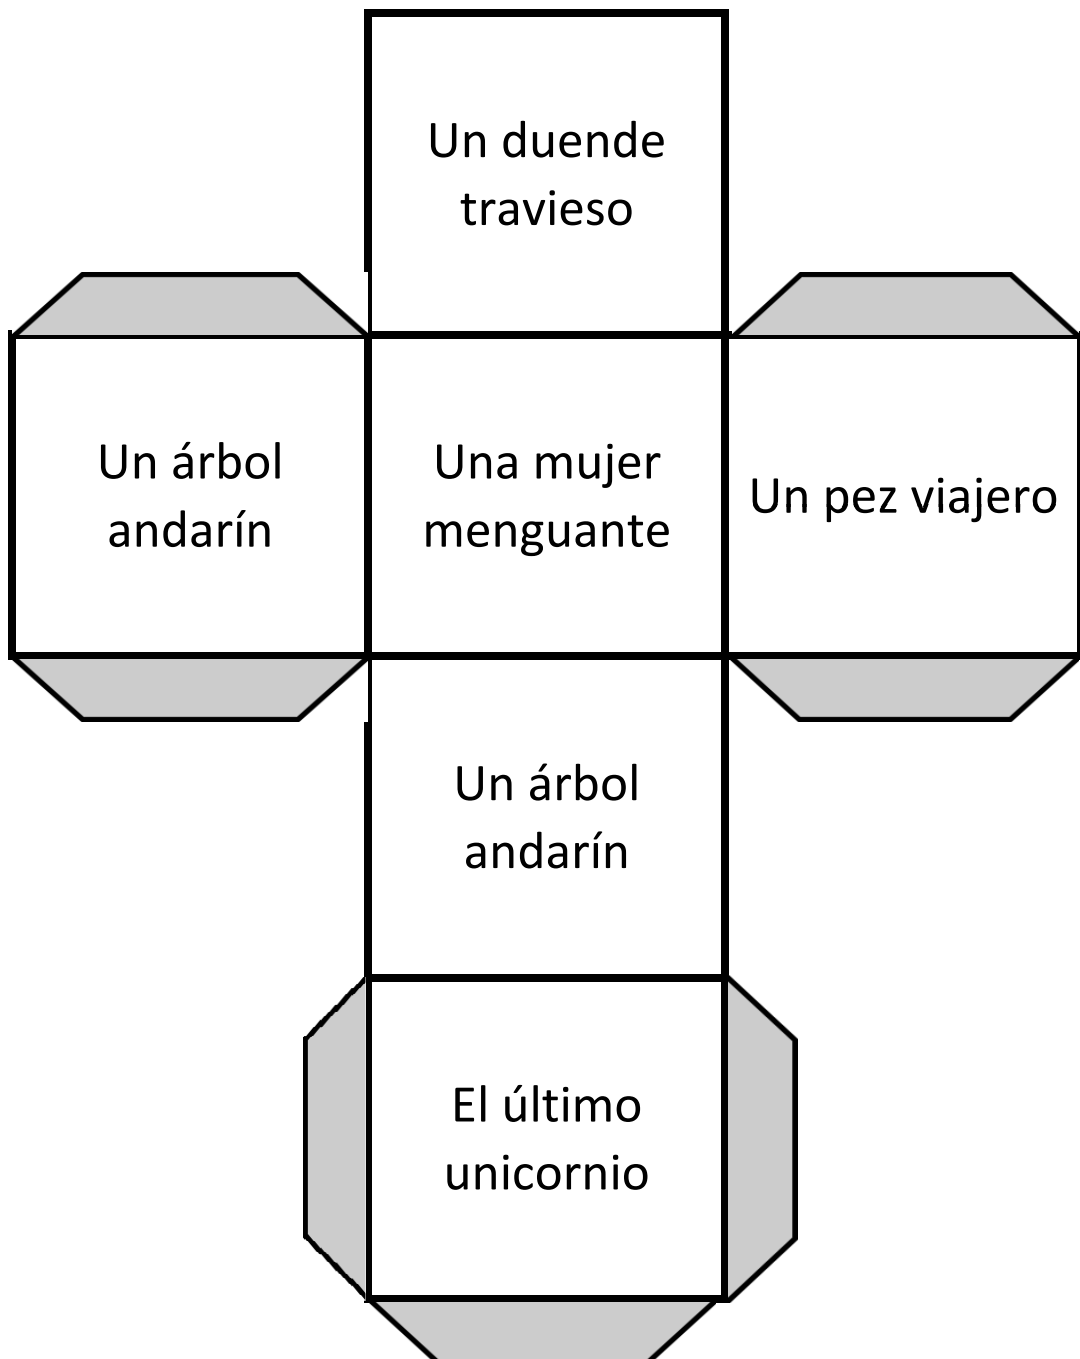 Un duende
travieso
Un árbol
andarín
Una mujer
menguante
Un pez viajero
Un árbol
andarín
El último
unicornio